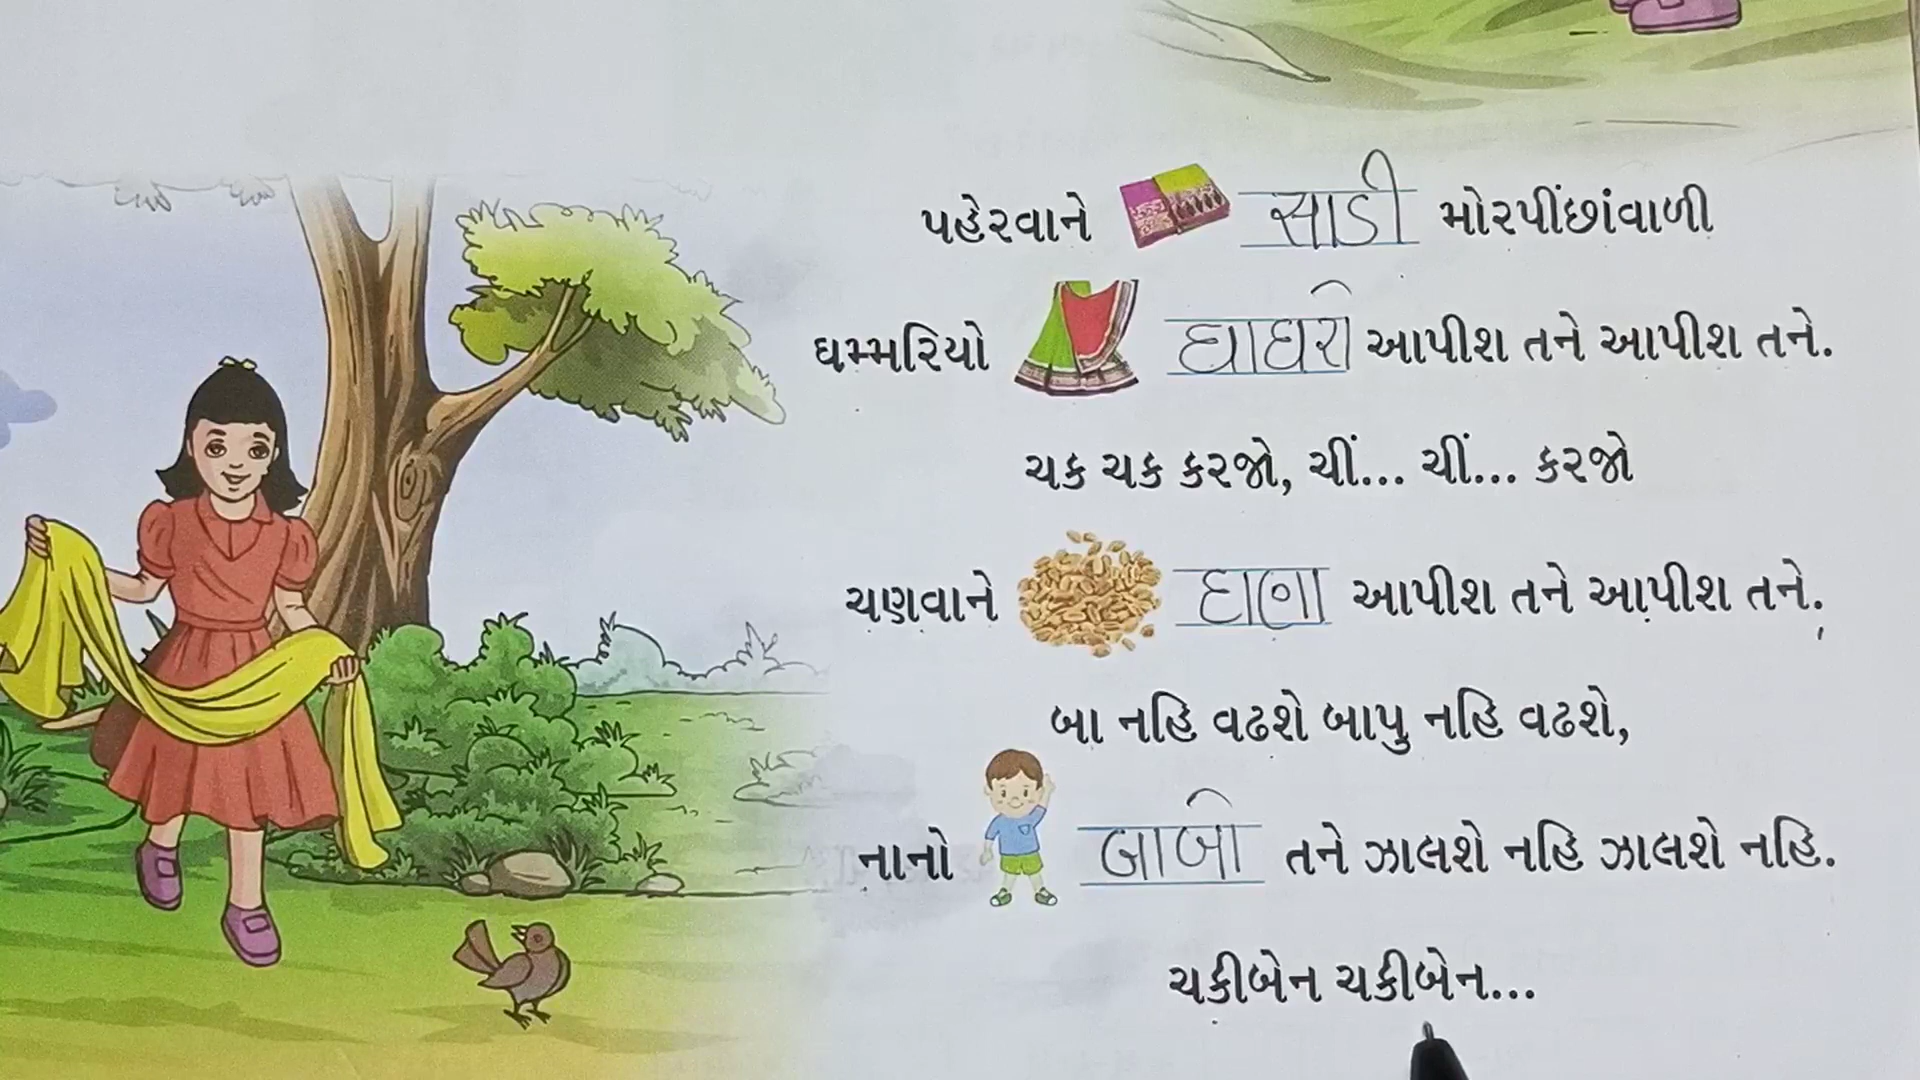 પહેરવાને સાડી મોરપીંછાંવાળી
ઘમ્મરિયો ઘાઘરો આપીશ તને આપીશ તને.
ચક ચક કરજો, ચીં... ચીં... કરજો
ચણવાને દાણા આપીશ તને આપીશ તને.
બા નહિ વઢશે બાપુ નહિ વઢશે,
નાનો બાબો તને ઝાલશે નહિ ઝાલશે નહિ.
ચકીબેન ચકીબેન...